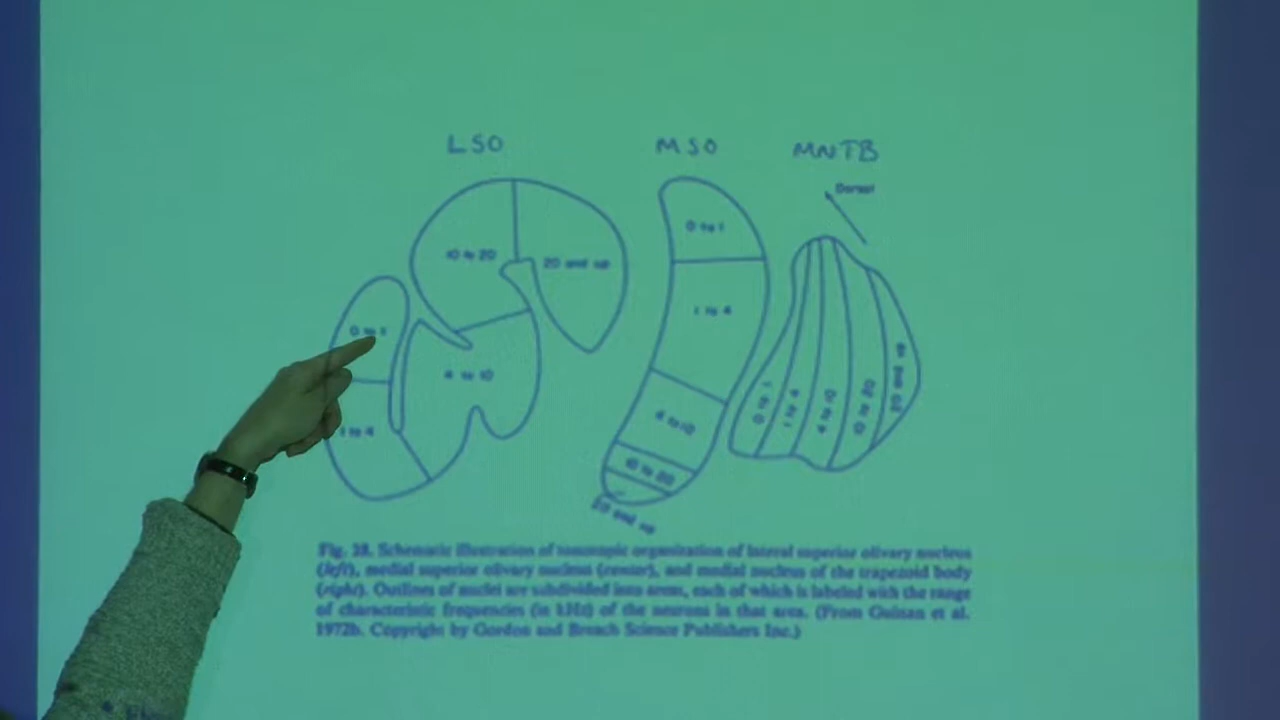 LSO MSO MNTB
Dorsal
0 to 1
10 to 20
20 and up
0 to 1
1 to 4
4 to 10
1 to 4
4 to 10
10 to 20
20 and up
0 to 1
1 to 4
4 to 10
10 to 20
20 and up
Fig. 28. Schematic illustration of tonotopic organization of lateral superior olivary nucleus
(left), medial superior olivary nucleus (center), and medial nucleus of the trapezoid body
(right). Outlines of nuclei are subdivided into areas, each of which is labeled with the range
of characteristic frequencies (in kHz) of the neurons in that area. (From Guinan et al.
1972b. Copyright by Gordon and Breach Science Publishers Inc.)